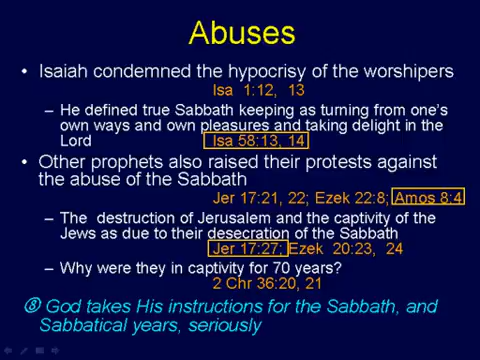 Abuses
• Isaiah condemned the hypocrisy of the worshipers
Isa 1:12, 13
– He defined true Sabbath keeping as turning from one's
own ways and own pleasures and taking delight in the
Lord Isa 58:13, 14
• Other prophets also raised their protests against
the abuse of the Sabbath
Jer 17:21, 22; Ezek 22:8; Amos 8:4
– The destruction of Jerusalem and the captivity of the
Jews as due to their desecration of the Sabbath
Jer 17:27; Ezek 20:23, 24
– Why were they in captivity for 70 years?
2 Chr 36:20, 21
⑧ God takes His instructions for the Sabbath, and
Sabbatical years, seriously